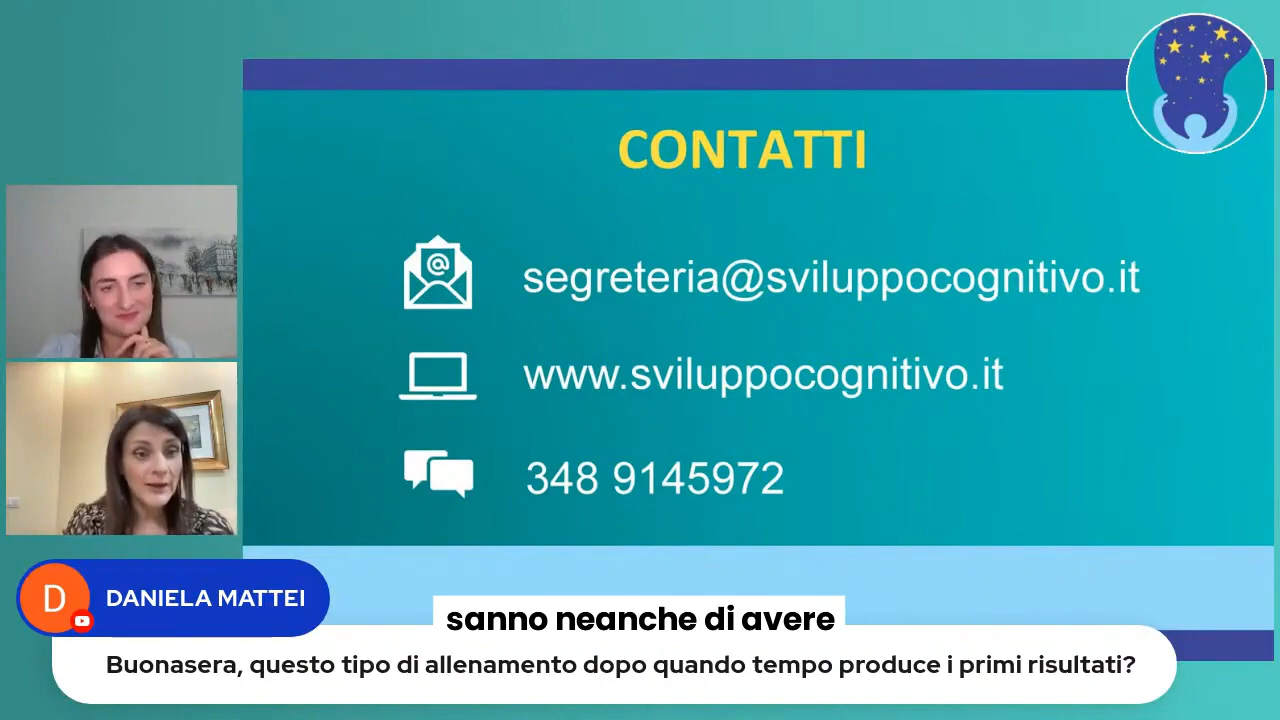 CONTATTI
@
segreteria@sviluppocognitivo.it
www.sviluppocognitivo.it
348 9145972
D
DANIELA MATTEI
sanno neanche di avere
Buonasera, questo tipo di allenamento dopo quando tempo produce i primi risultati?